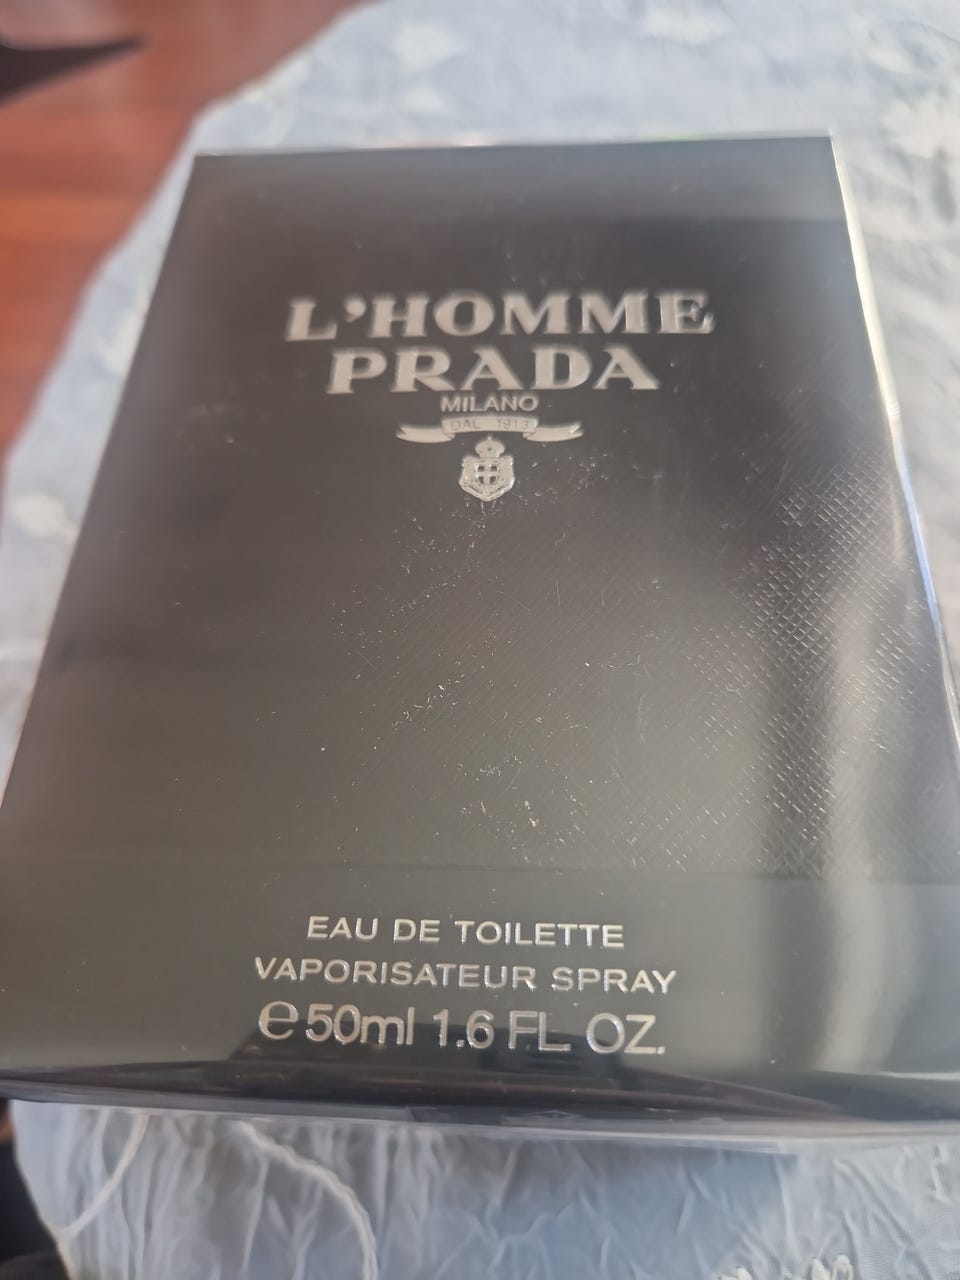 L'HOMME
PRADA
MILANO
DAL 1913
EAU DE TOILETTE
VAPORISATEUR SPRAY
℮50ml 1.6 FL. OZ.